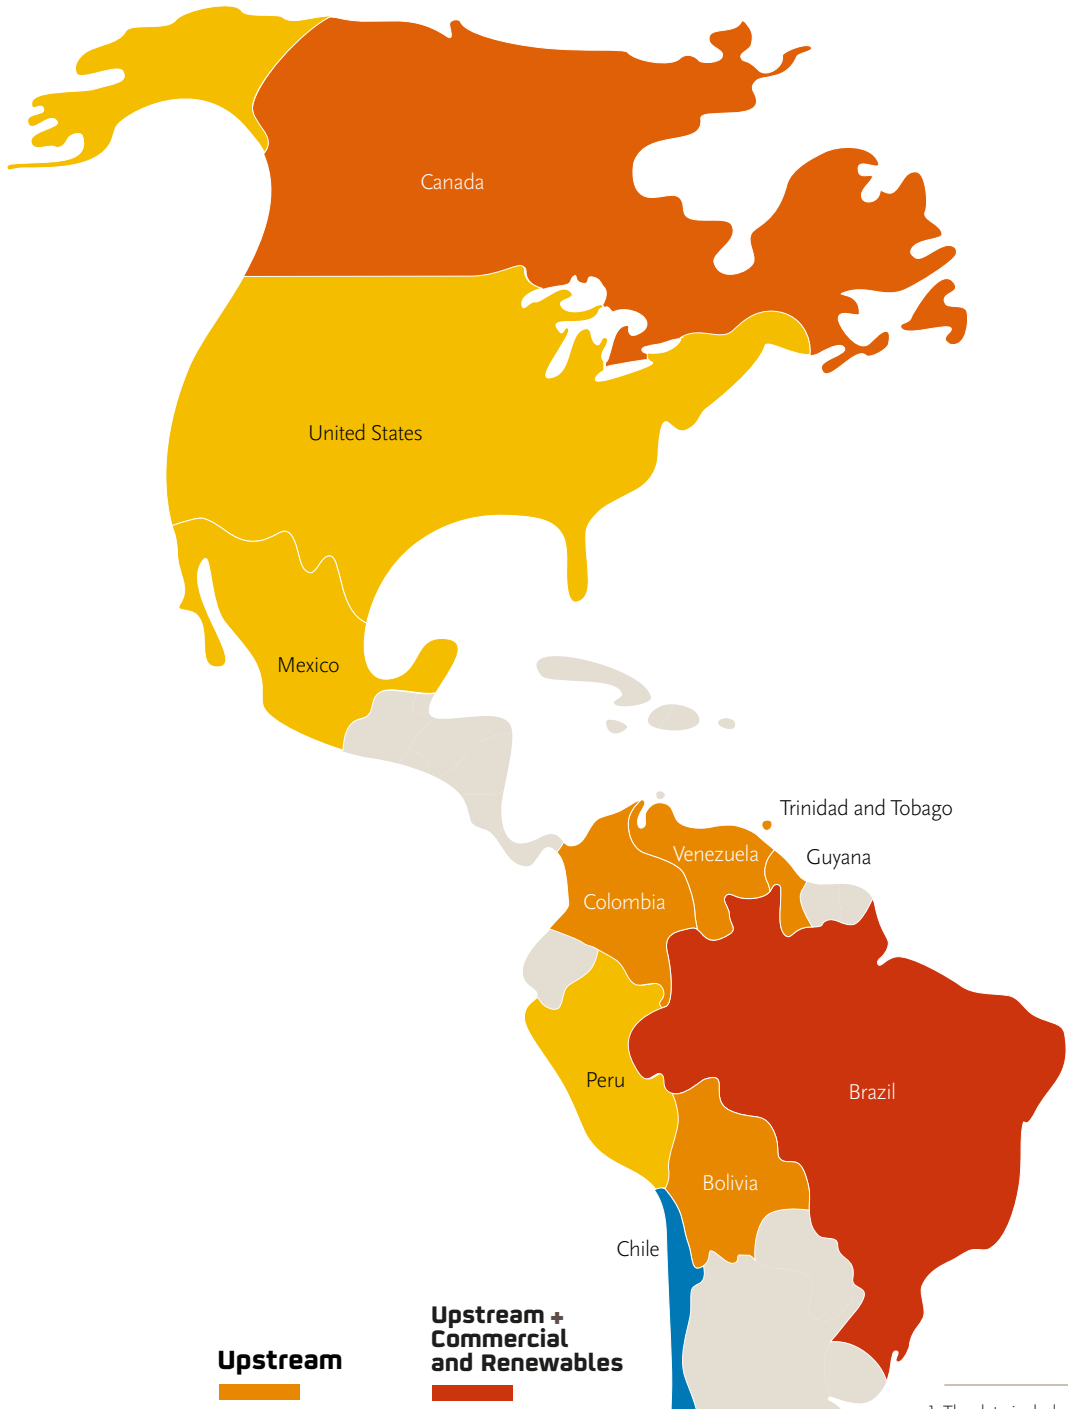 Canada
United States
Mexico
Trinidad and Tobago
Venezuela
Guyana
Colombia
Peru
Brazil
Bolivia
Chile
Upstream
Upstream +
Commercial
and Renewables